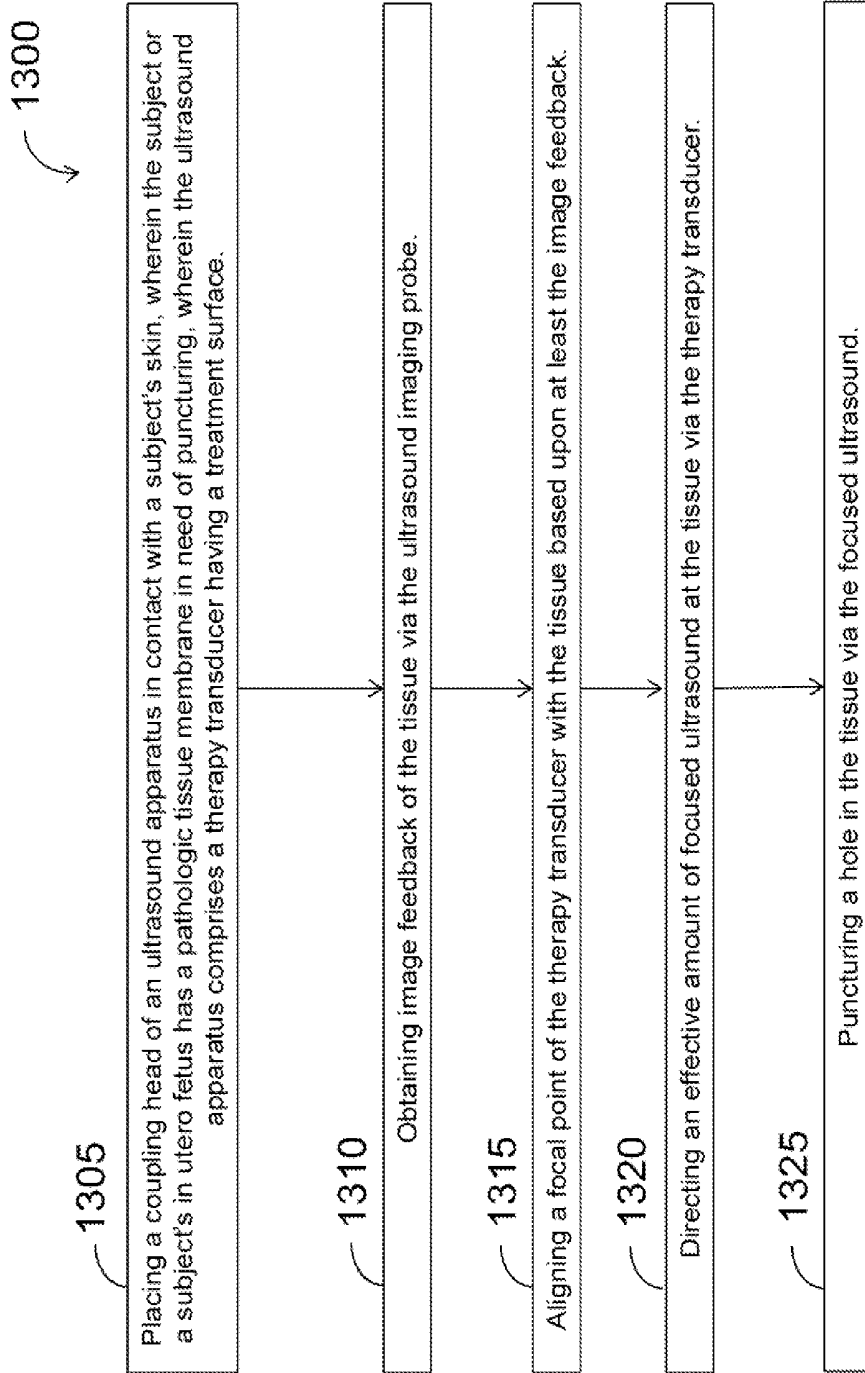 1300
1305
Placing a coupling head of an ultrasound apparatus in contact with a subject's skin, wherein the subject or
a subject's in utero fetus has a pathologic tissue membrane in need of puncturing, wherein the ultrasound
apparatus comprises a therapy transducer having a treatment surface.
1310
Obtaining image feedback of the tissue via the ultrasound imaging probe.
1315
Aligning a focal point of the therapy transducer with the tissue based upon at least the image feedback.
1320
Directing an effective amount of focused ultrasound at the tissue via the therapy transducer.
1325
Puncturing a hole in the tissue via the focused ultrasound.